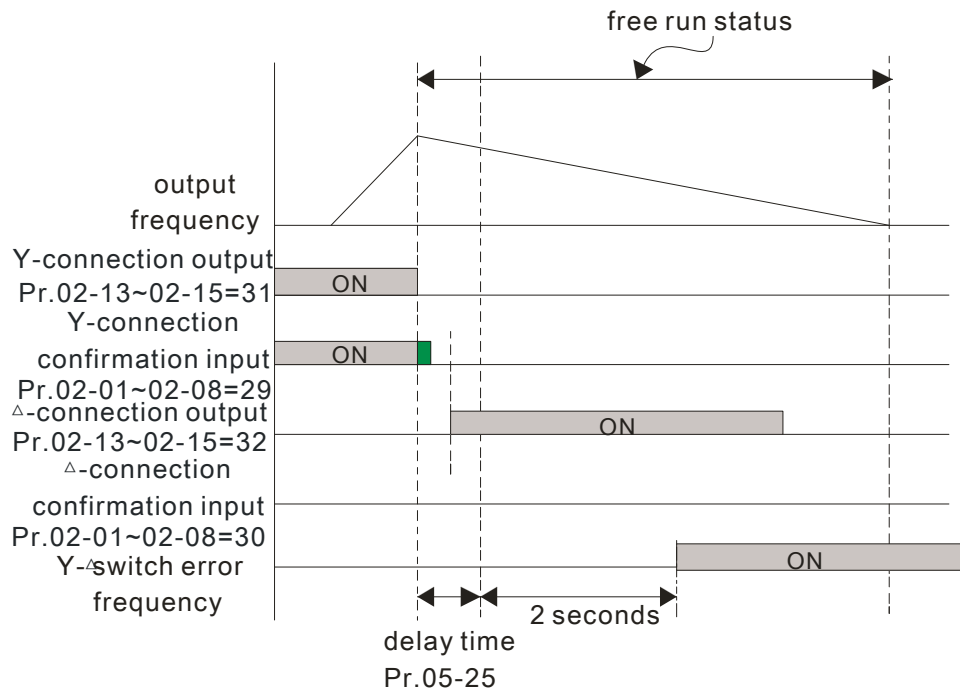 free run status
output
frequency
Y-connection output
ON
Pr.02-13~02-15=31
Y-connection
confirmation input
ON
Pr.02-01~02-08=29
△-connection output
ON
Pr.02-13~02-15=32
△-connection
confirmation input
Pr.02-01~02-08=30
Y-△switch error
ON
frequency
2 seconds
delay time
Pr.05-25